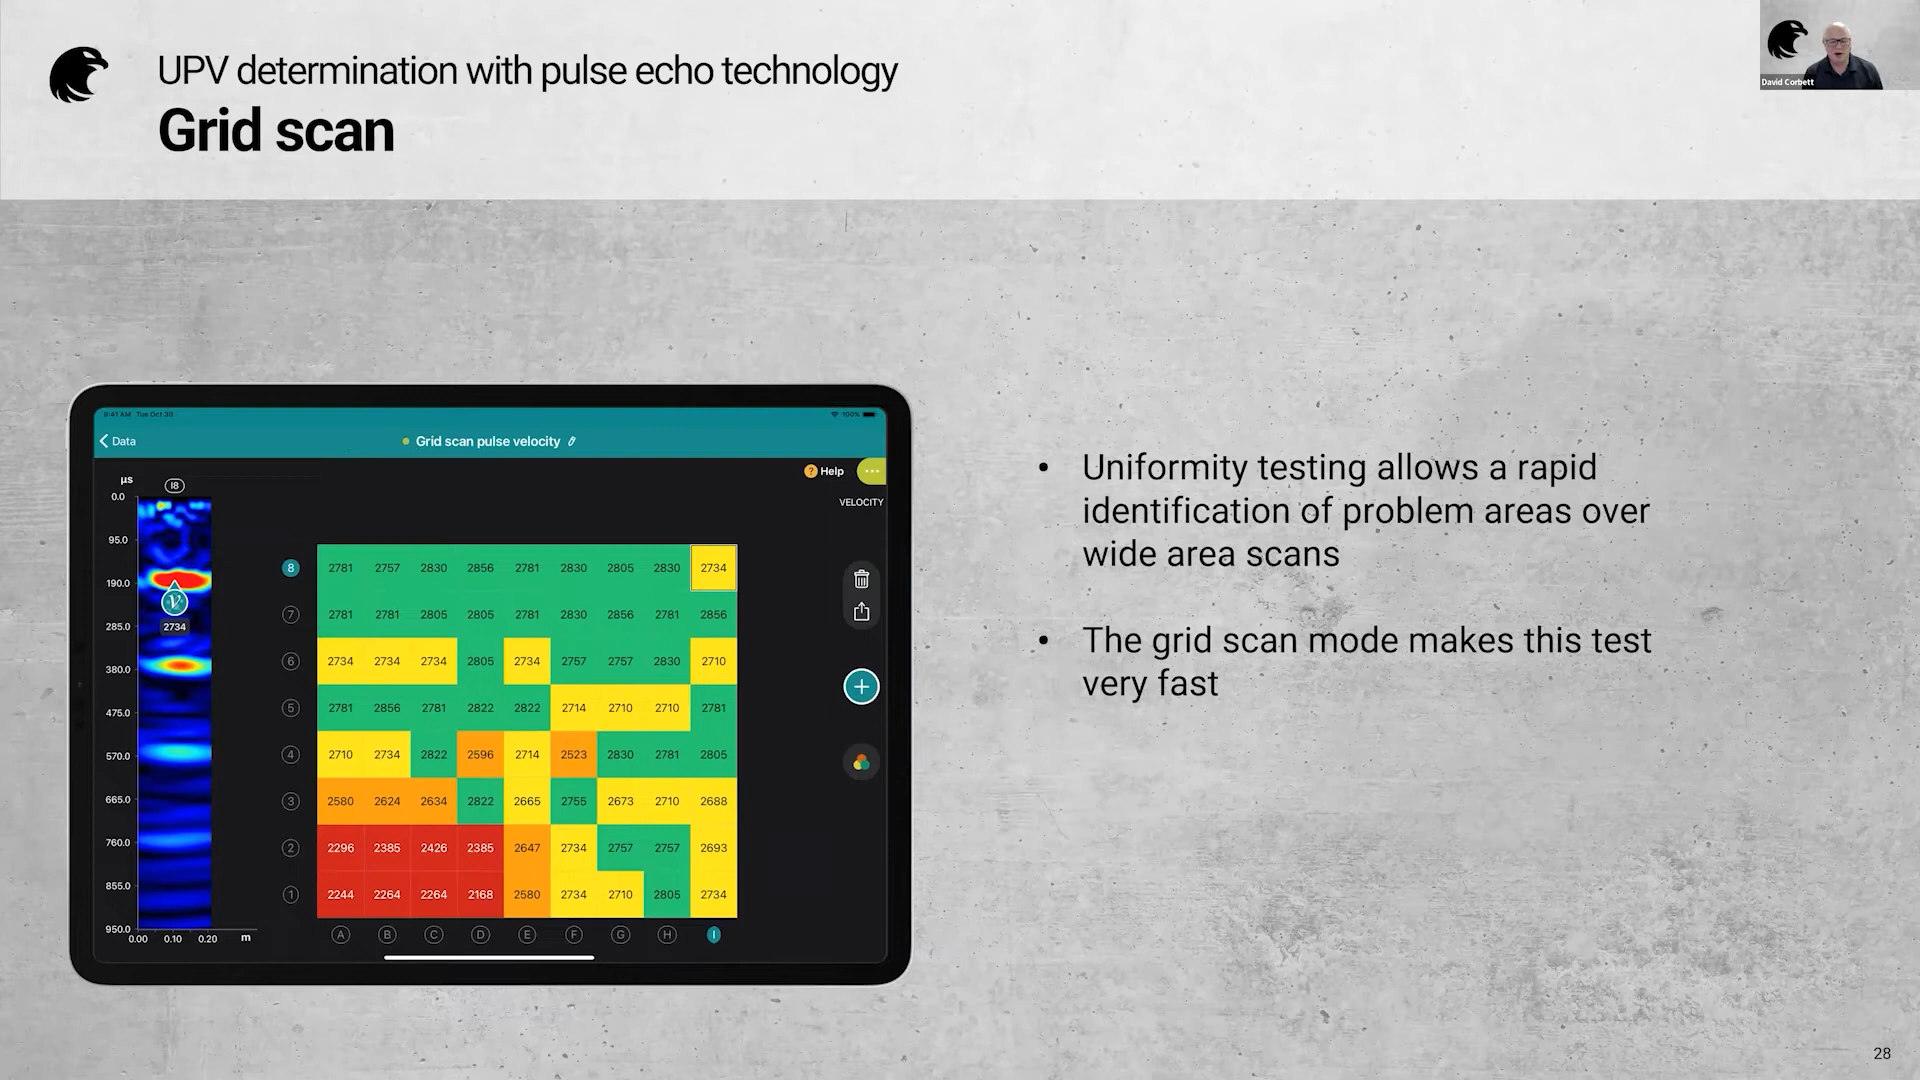 UPV determination with pulse echo technology
Grid scan
David Corbett
9:41 AM Tue Oct 30
100%
Data
Grid scan pulse velocity
? Help
VELOCITY
µs
I8
0.0
95.0
190.0
285.0
380.0
475.0
570.0
665.0
760.0
855.0
950.0
V
2734
0.00 0.10 0.20 m
8 2781 2757 2830 2856 2781 2830 2805 2830 2734
7 2781 2781 2805 2805 2781 2830 2856 2781 2856
6 2734 2734 2734 2805 2734 2757 2757 2830 2710
5 2781 2856 2781 2822 2822 2714 2710 2710 2781
4 2710 2734 2822 2596 2714 2523 2830 2781 2805
3 2580 2624 2634 2822 2665 2755 2673 2710 2688
2 2296 2385 2426 2385 2647 2734 2757 2757 2693
1 2244 2264 2264 2168 2580 2734 2710 2805 2734
A B C D E F G H I
• Uniformity testing allows a rapid
identification of problem areas over
wide area scans
• The grid scan mode makes this test
very fast
28